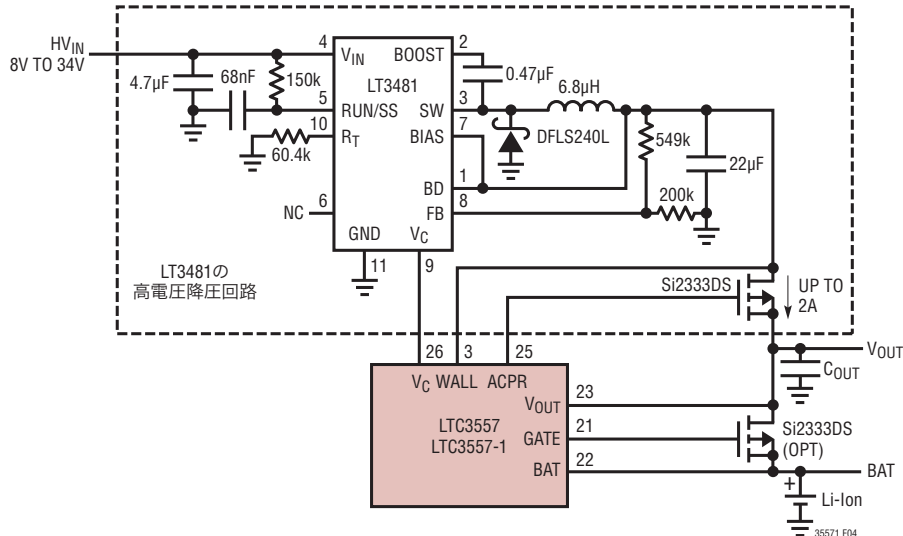 HVIN
8V TO 34V
4.7µF
68nF
150k
4
VIN
BOOST
2
LT3481
0.47µF
5
RUN/SS
SW
3
6.8µH
10
RT
BIAS
7
DFLS240L
549k
22µF
60.4k
1
BD
200k
NC
6
FB
8
GND
VC
11
9
LT3481の
高電圧降圧回路
Si2333DS
UP TO
2A
26
3
25
VOUT
COUT
VC WALL ACPR
VOUT
23
LTC3557
LTC3557-1
GATE
21
Si2333DS
(OPT)
BAT
22
BAT
+
Li-Ion
35571 F04